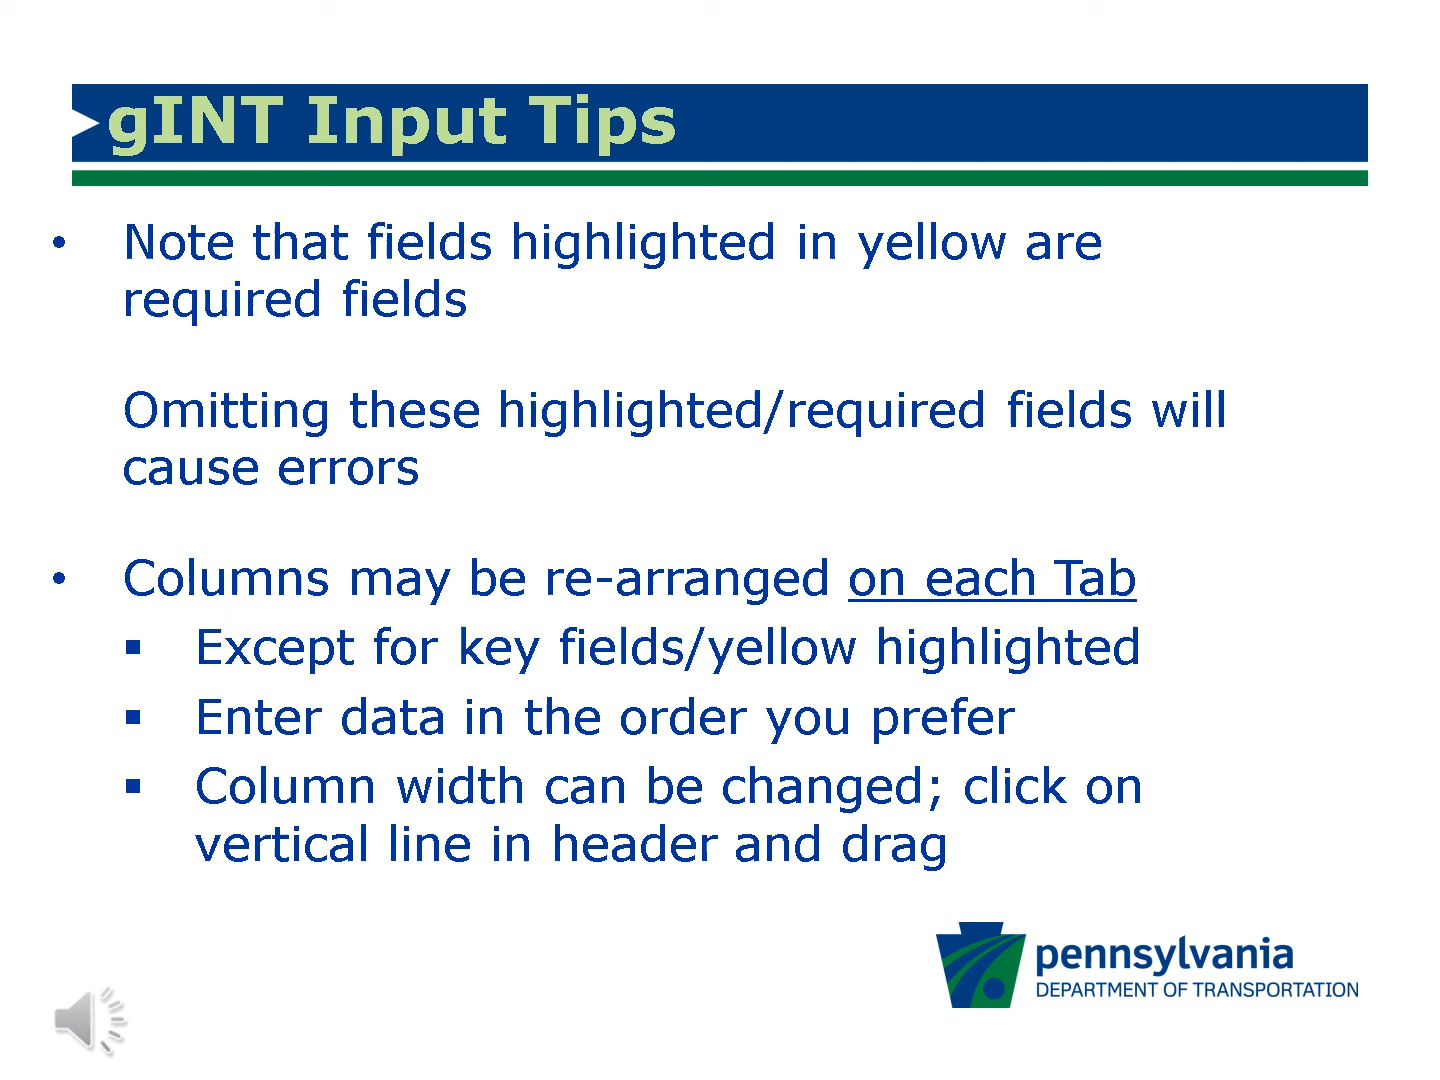 gINT Input Tips
• Note that fields highlighted in yellow are
required fields
Omitting these highlighted/required fields will
cause errors
• Columns may be re-arranged on each Tab
▪ Except for key fields/yellow highlighted
▪ Enter data in the order you prefer
▪ Column width can be changed; click on
vertical line in header and drag
pennsylvania
DEPARTMENT OF TRANSPORTATION